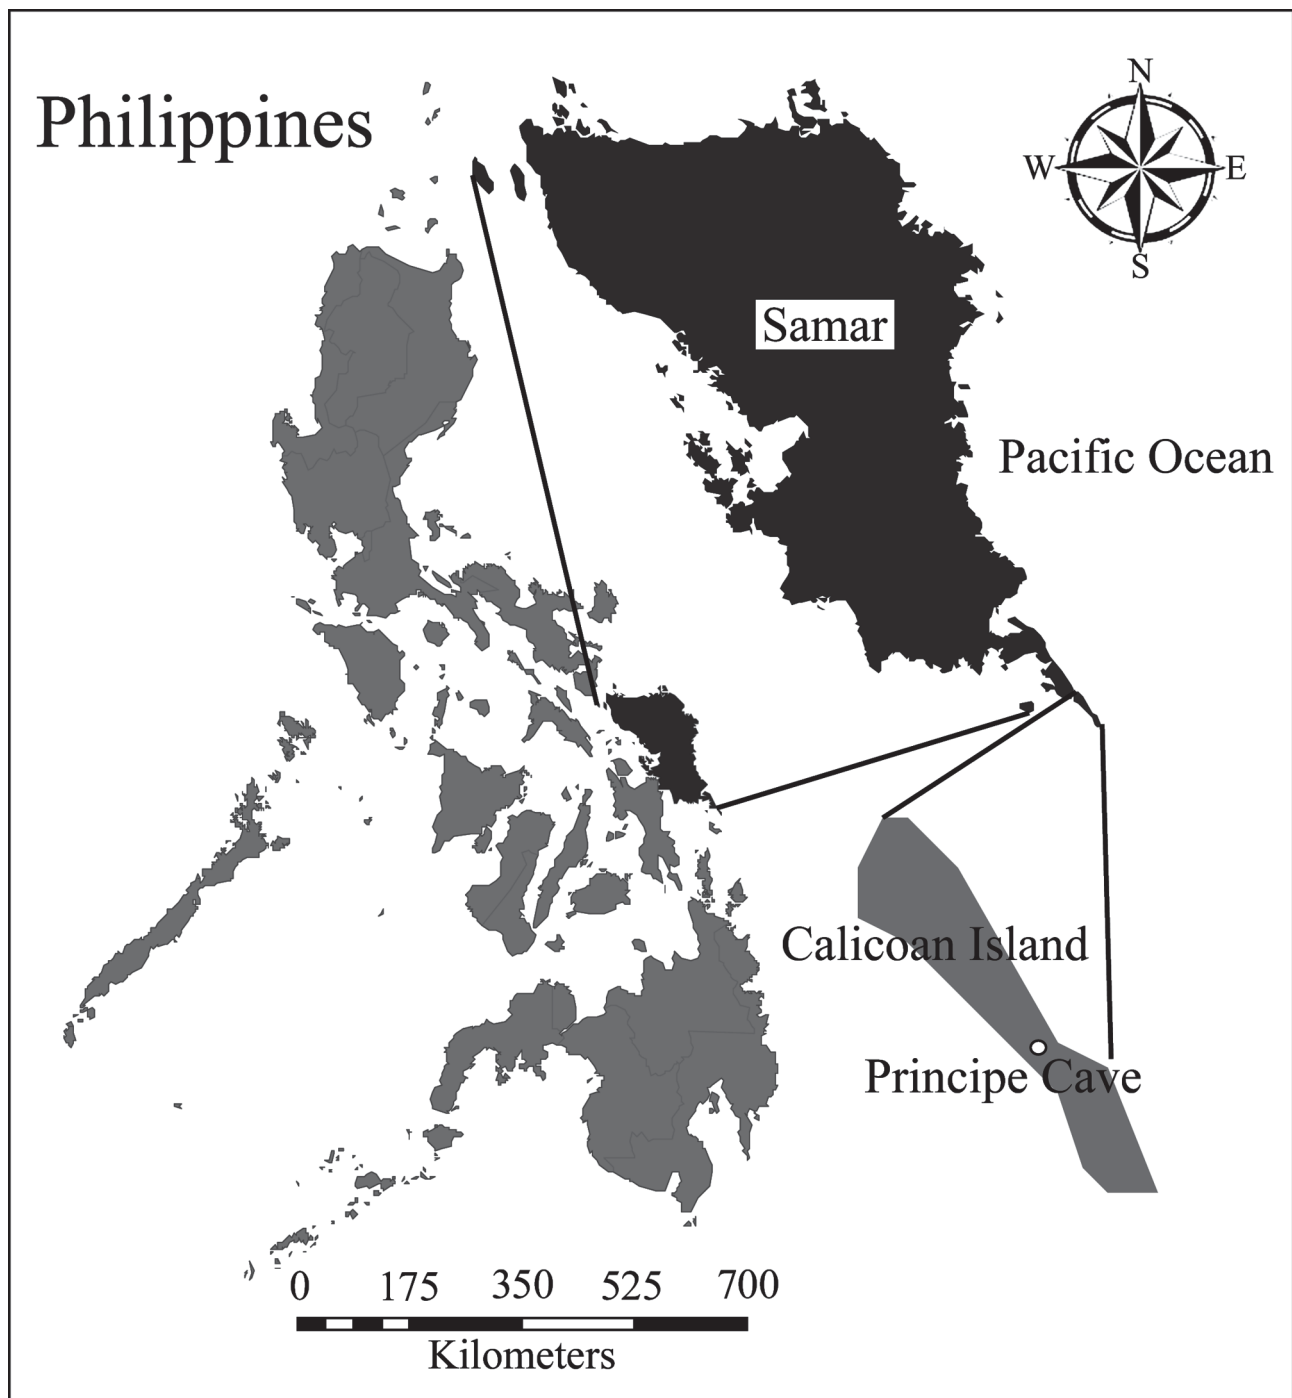 Philippines
N
W
E
S
Samar
Pacific Ocean
Calicoan Island
Principe Cave
0 175 350 525 700
Kilometers